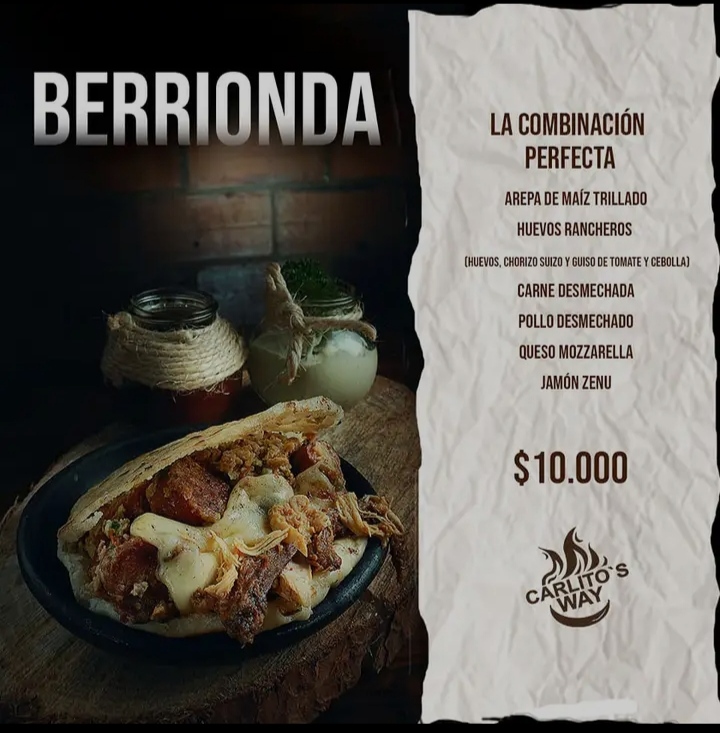 BERRIONDA
LA COMBINACIÓN
PERFECTA
AREPA DE MAÍZ TRILLADO
HUEVOS RANCHEROS
(HUEVOS, CHORIZO SUIZO Y GUISO DE TOMATE Y CEBOLLA)
CARNE DESMECHADA
POLLO DESMECHADO
QUESO MOZZARELLA
JAMÓN ZENU
$10.000
CARLITO´S
WAY